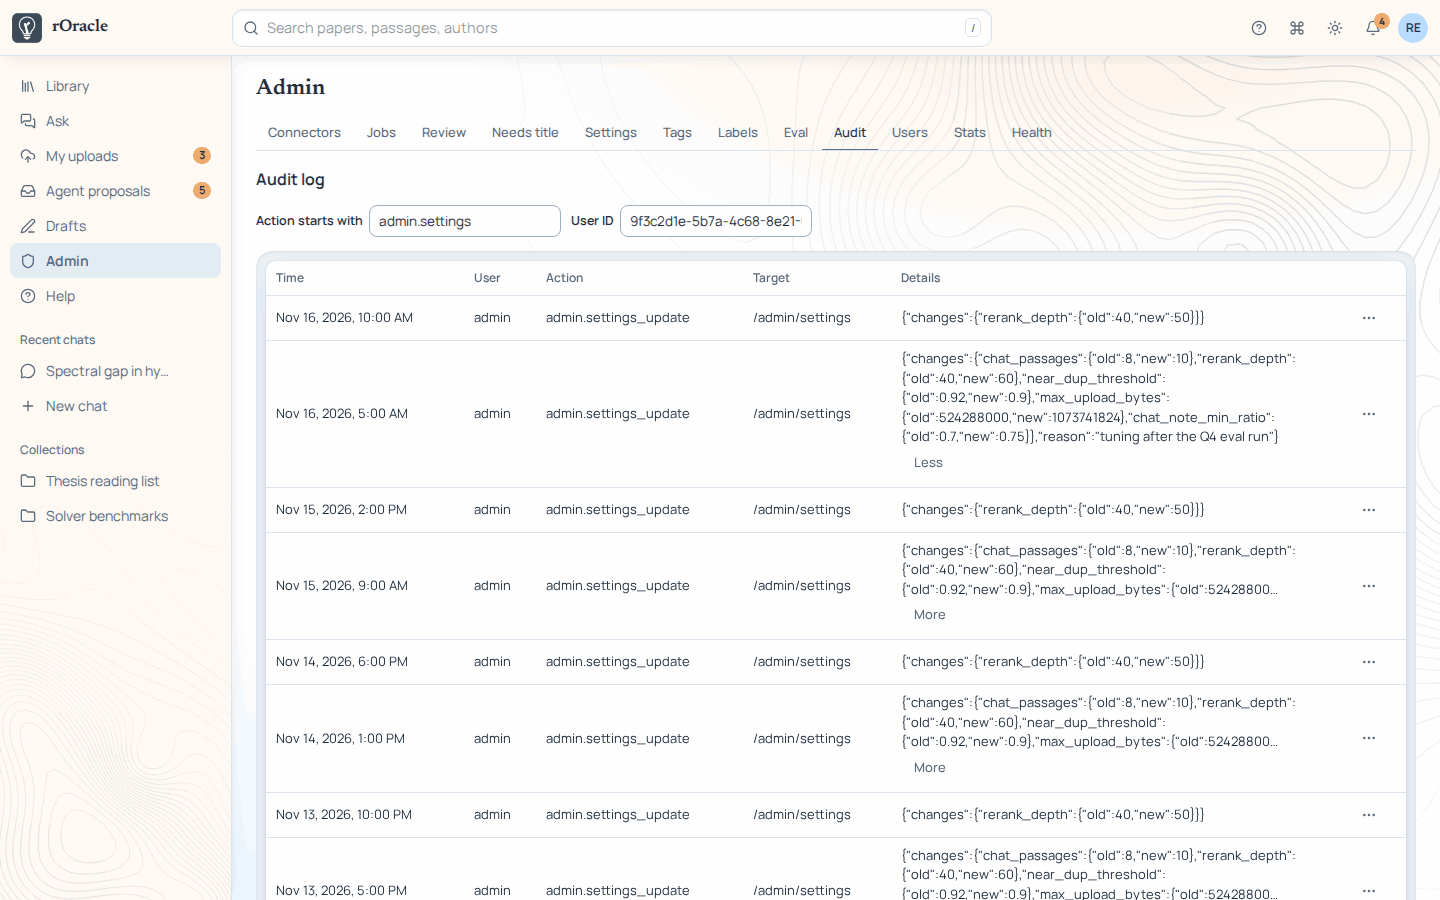 rOracle
Search papers, passages, authors
/
4
RE
Library
Ask
My uploads 3
Agent proposals 5
Drafts
Admin
Help
Recent chats
Spectral gap in hy...
New chat
Collections
Thesis reading list
Solver benchmarks
Admin
Connectors Jobs Review Needs title Settings Tags Labels Eval Audit Users Stats Health
Audit log
Action starts with admin.settings User ID 9f3c2d1e-5b7a-4c68-8e21-
Time User Action Target Details
Nov 16, 2026, 10:00 AM admin admin.settings_update /admin/settings {"changes":{"rerank_depth":{"old":40,"new":50}}}
Nov 16, 2026, 5:00 AM admin admin.settings_update /admin/settings
{"changes":{"chat_passages":{"old":8,"new":10},"rerank_depth":
{"old":40,"new":60},"near_dup_threshold":
{"old":0.92,"new":0.9},"max_upload_bytes":
{"old":524288000,"new":1073741824},"chat_note_min_ratio":
{"old":0.7,"new":0.75}},"reason":"tuning after the Q4 eval run"}
Less
Nov 15, 2026, 2:00 PM admin admin.settings_update /admin/settings {"changes":{"rerank_depth":{"old":40,"new":50}}}
Nov 15, 2026, 9:00 AM admin admin.settings_update /admin/settings
{"changes":{"chat_passages":{"old":8,"new":10},"rerank_depth":
{"old":40,"new":60},"near_dup_threshold":
{"old":0.92,"new":0.9},"max_upload_bytes":{"old":52428800...
More
Nov 14, 2026, 6:00 PM admin admin.settings_update /admin/settings {"changes":{"rerank_depth":{"old":40,"new":50}}}
Nov 14, 2026, 1:00 PM admin admin.settings_update /admin/settings
{"changes":{"chat_passages":{"old":8,"new":10},"rerank_depth":
{"old":40,"new":60},"near_dup_threshold":
{"old":0.92,"new":0.9},"max_upload_bytes":{"old":52428800...
More
Nov 13, 2026, 10:00 PM admin admin.settings_update /admin/settings {"changes":{"rerank_depth":{"old":40,"new":50}}}
Nov 13, 2026, 5:00 PM admin admin.settings_update /admin/settings
{"changes":{"chat_passages":{"old":8,"new":10},"rerank_depth":
{"old":40,"new":60},"near_dup_threshold":
{"old":0.92,"new":0.9},"max_upload_bytes":{"old":52428800...